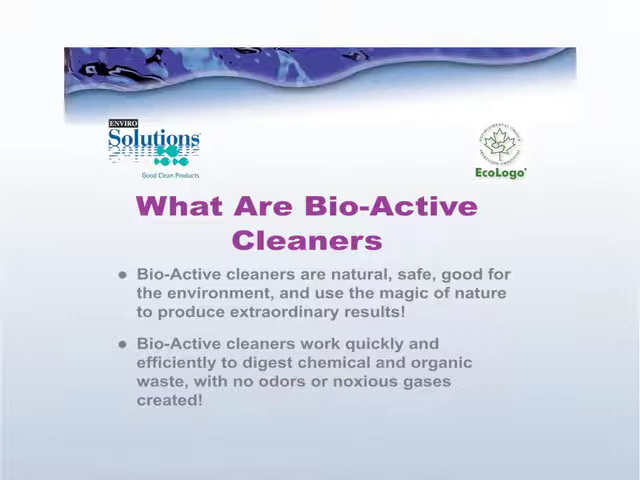 ENVIRO
Solutions
Good Clean Products
EcoLogo
What Are Bio-Active
Cleaners
● Bio-Active cleaners are natural, safe, good for
the environment, and use the magic of nature
to produce extraordinary results!
● Bio-Active cleaners work quickly and
efficiently to digest chemical and organic
waste, with no odors or noxious gases
created!